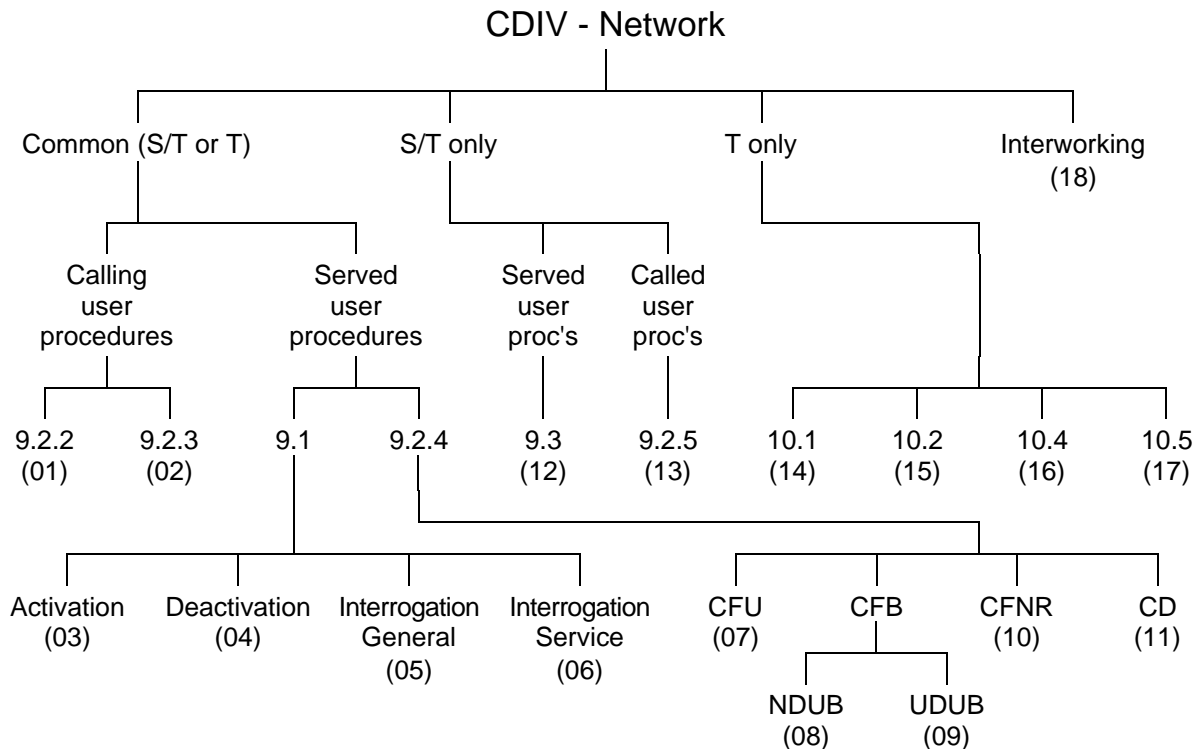 CDIV - Network
Common (S/T or T)
S/T only
T only
Interworking
(18)
Calling
user
procedures
Served
user
procedures
Served
user
proc's
Called
user
proc's
9.2.2
(01)
9.2.3
(02)
9.1
9.2.4
9.3
(12)
9.2.5
(13)
10.1
(14)
10.2
(15)
10.4
(16)
10.5
(17)
Activation
(03)
Deactivation
(04)
Interrogation
General
(05)
Interrogation
Service
(06)
CFU
(07)
CFB
CFNR
(10)
CD
(11)
NDUB
(08)
UDUB
(09)